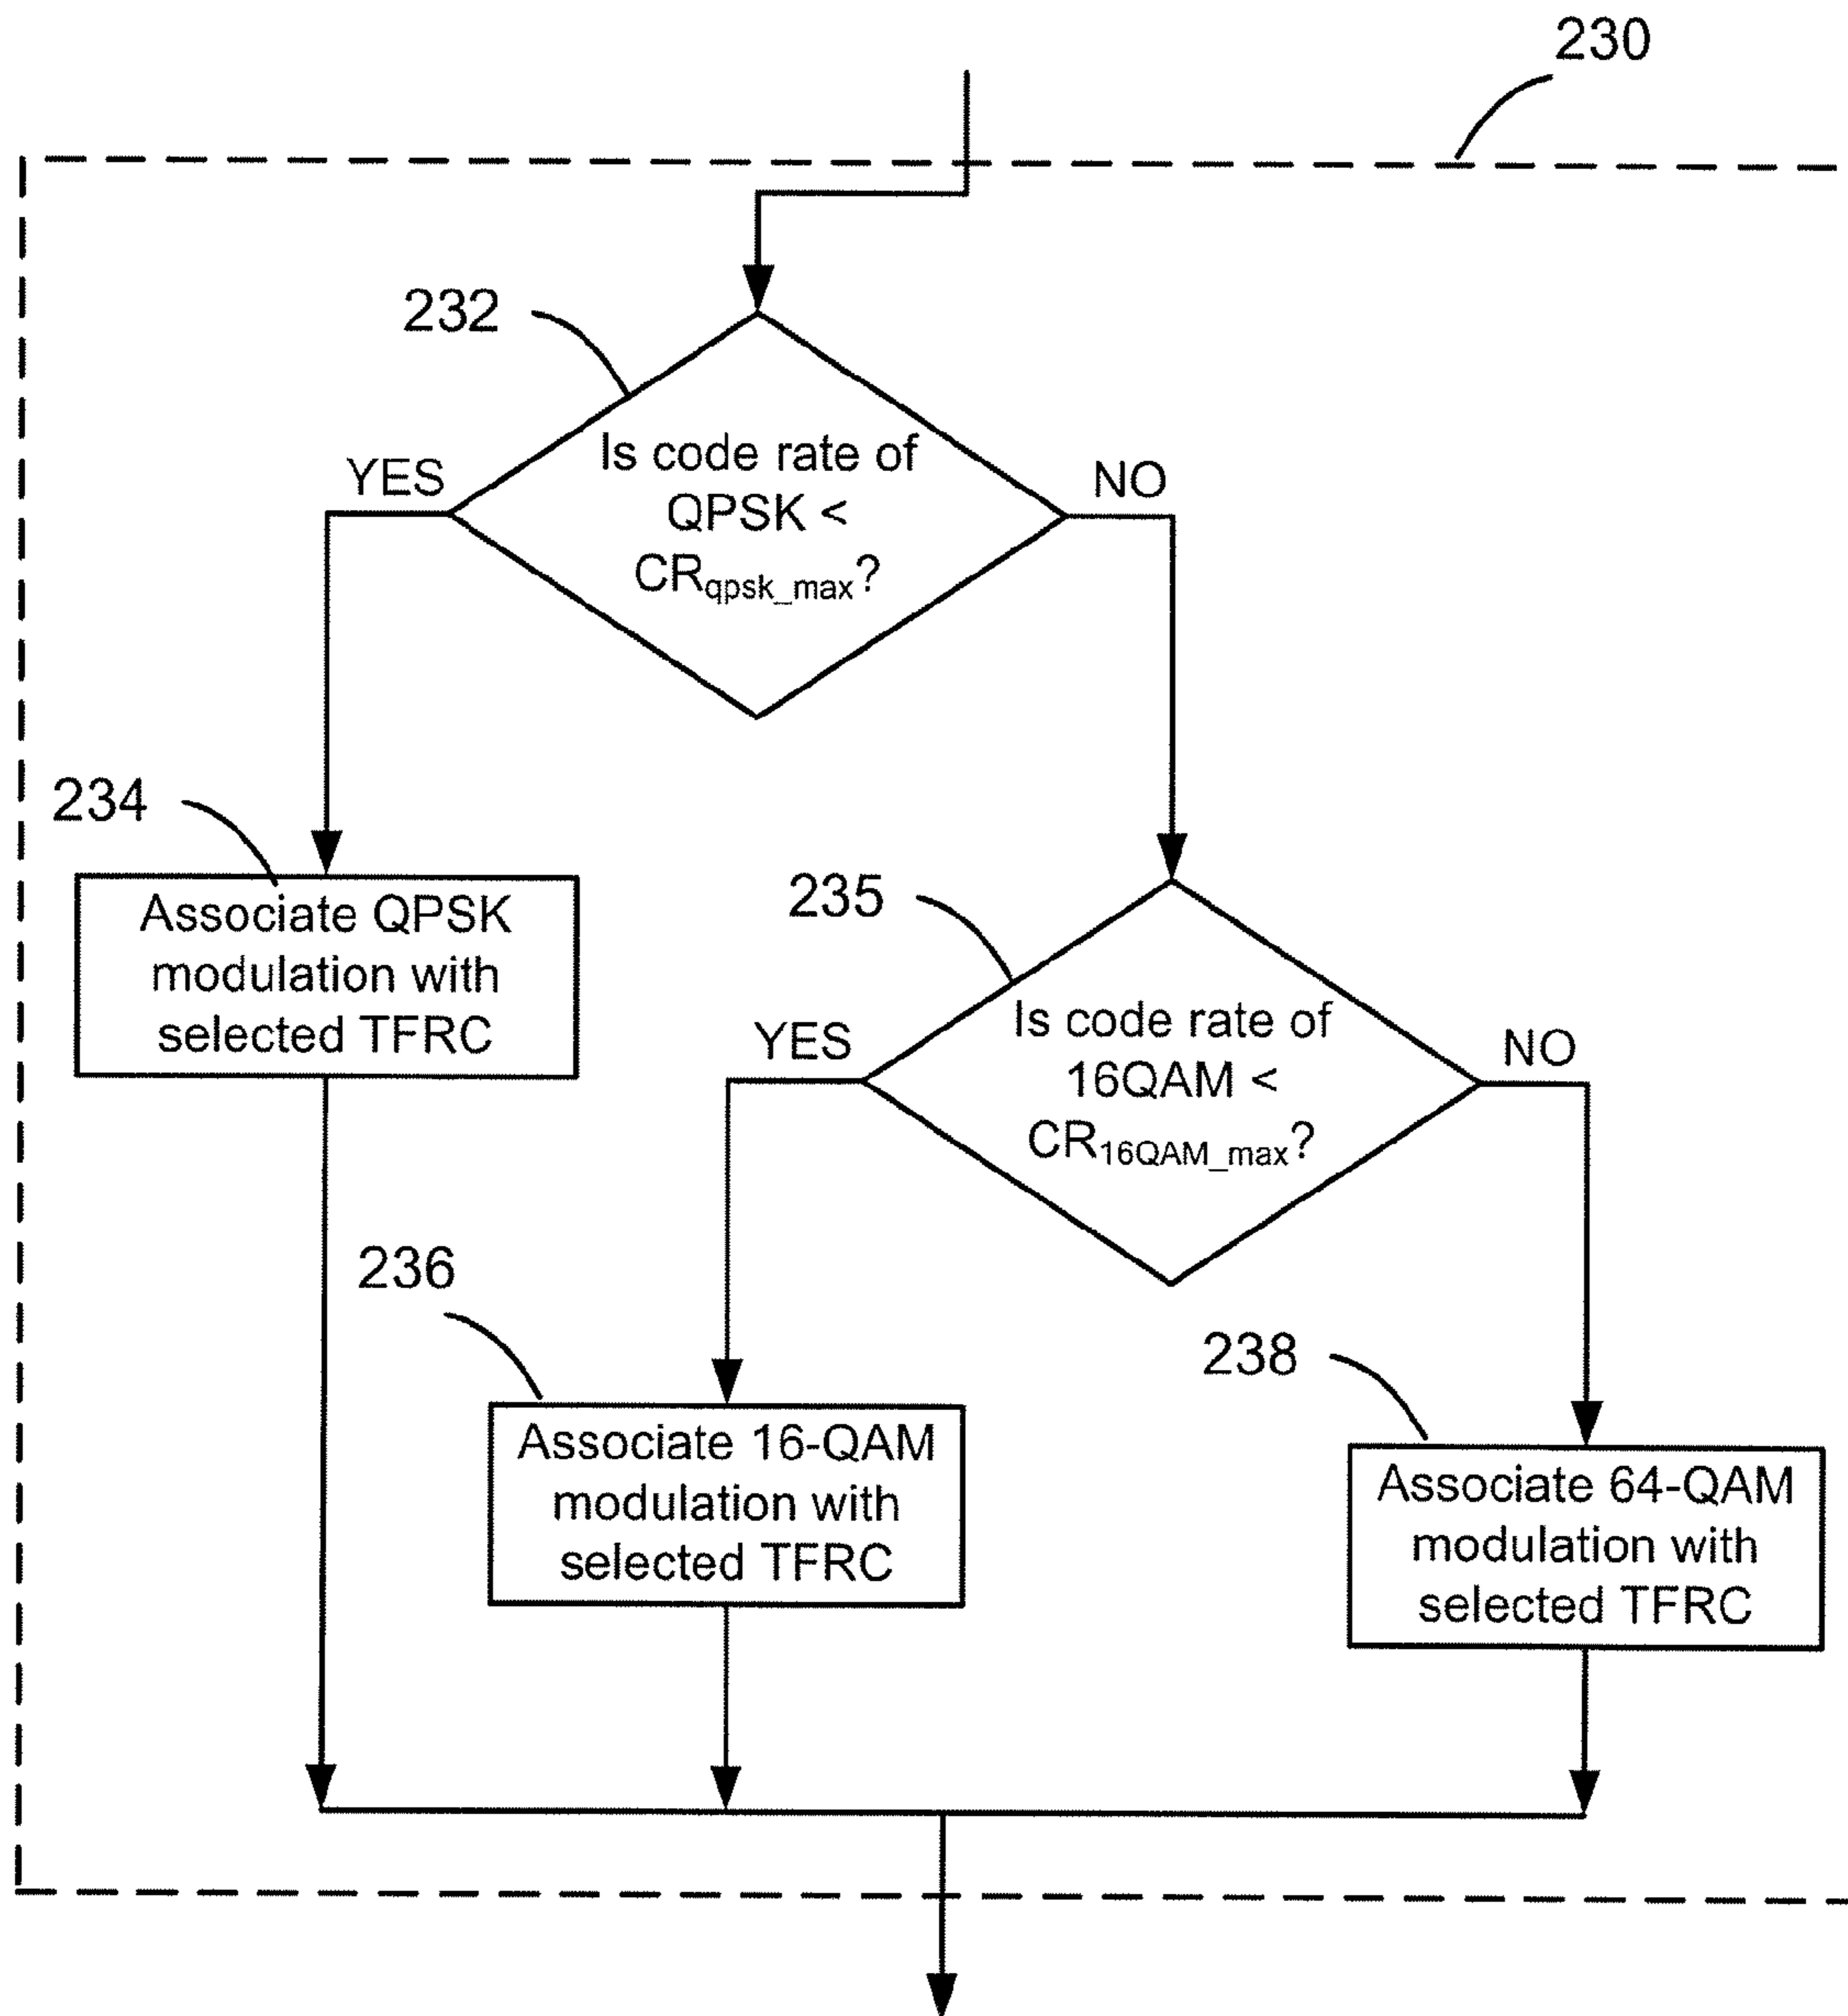 230
232
Is code rate of
QPSK <
CRqpsk_max?
YES
NO
234
Associate QPSK
modulation with
selected TFRC
235
Is code rate of
16QAM <
CR16QAM_max?
YES
NO
236
Associate 16-QAM
modulation with
selected TFRC
238
Associate 64-QAM
modulation with
selected TFRC